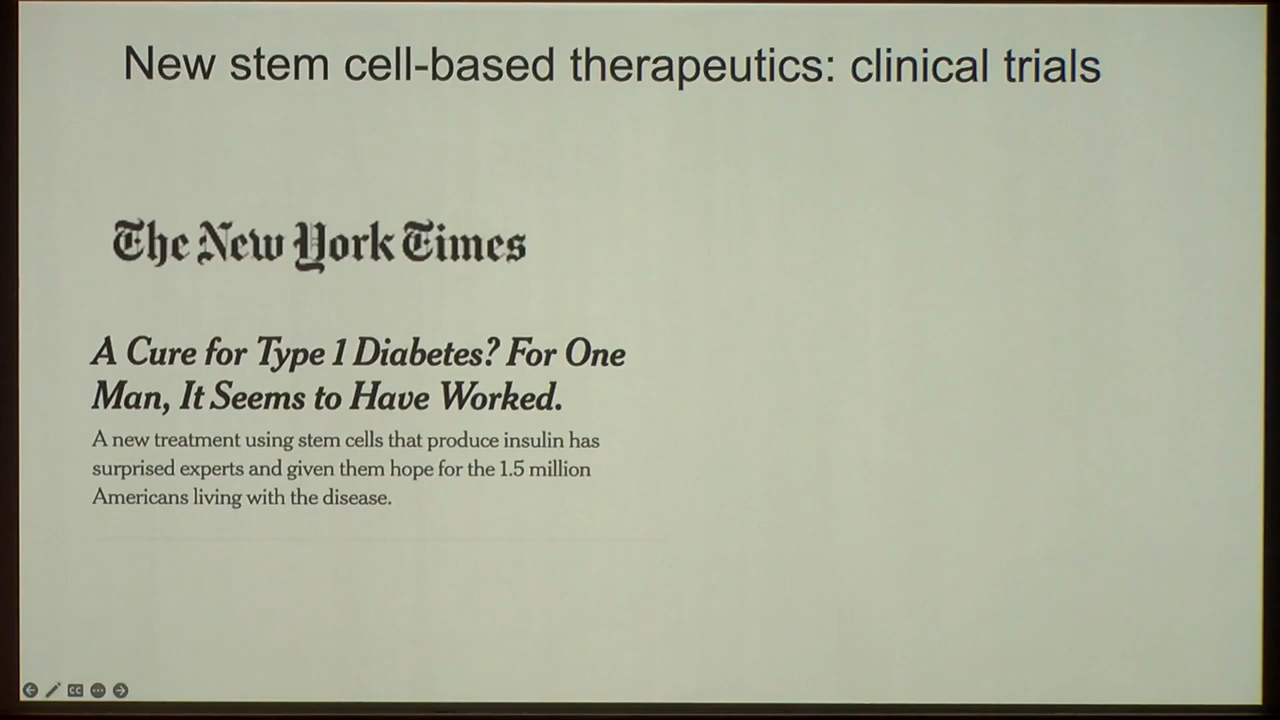 New stem cell-based therapeutics: clinical trials
The New York Times
A Cure for Type 1 Diabetes? For One
Man, It Seems to Have Worked.
A new treatment using stem cells that produce insulin has
surprised experts and given them hope for the 1.5 million
Americans living with the disease.
CC